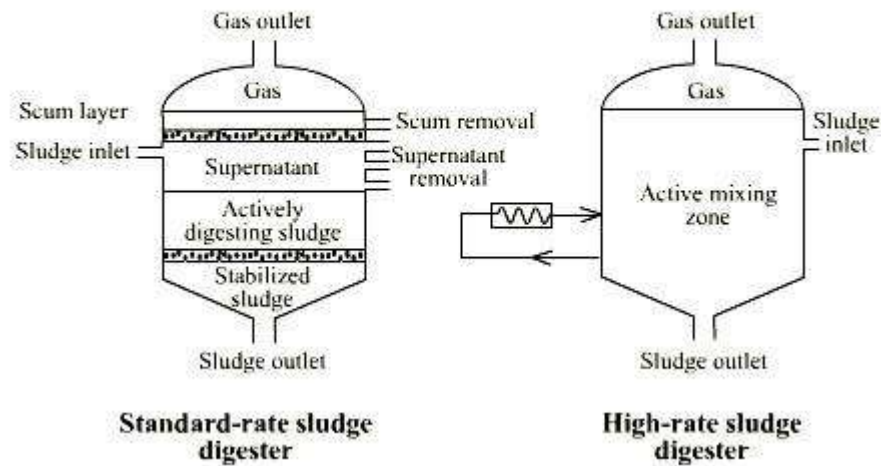 Gas outlet
Gas
Scum layer
Scum removal
Sludge inlet
Supernatant
Supernatant
removal
Actively
digesting sludge
Stabilized
sludge
Sludge outlet
Standard-rate sludge
digester
Gas outlet
Gas
Sludge
inlet
Active mixing
zone
Sludge outlet
High-rate sludge
digester